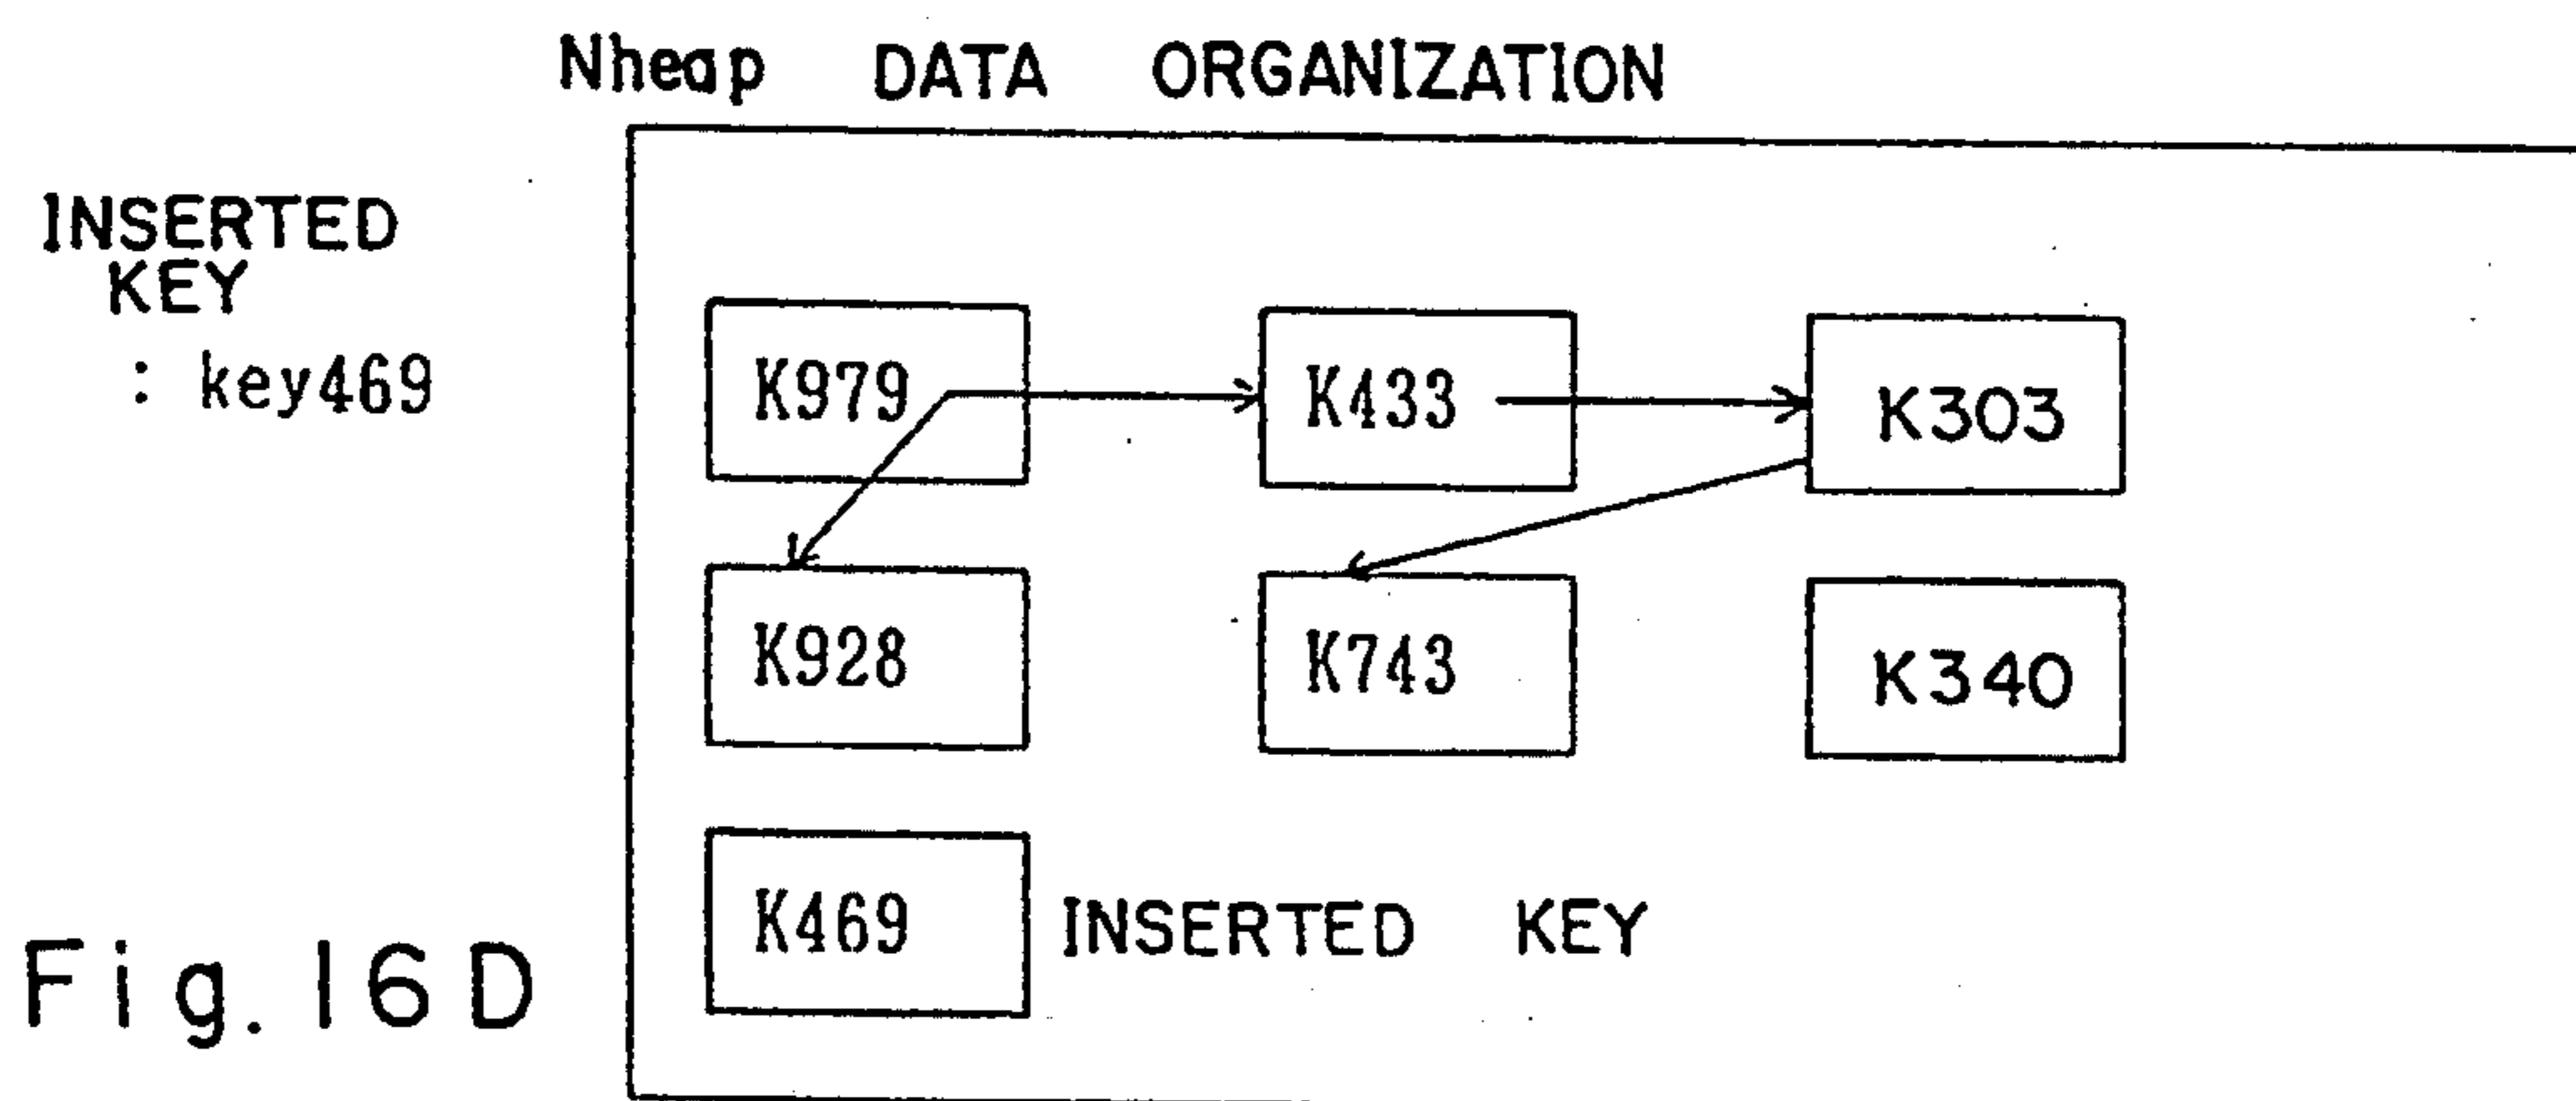 Nheap DATA ORGANIZATION
INSERTED
KEY
: key469
K979 K433 K303
K928 K743 K340
K469 INSERTED KEY
Fig. 16D